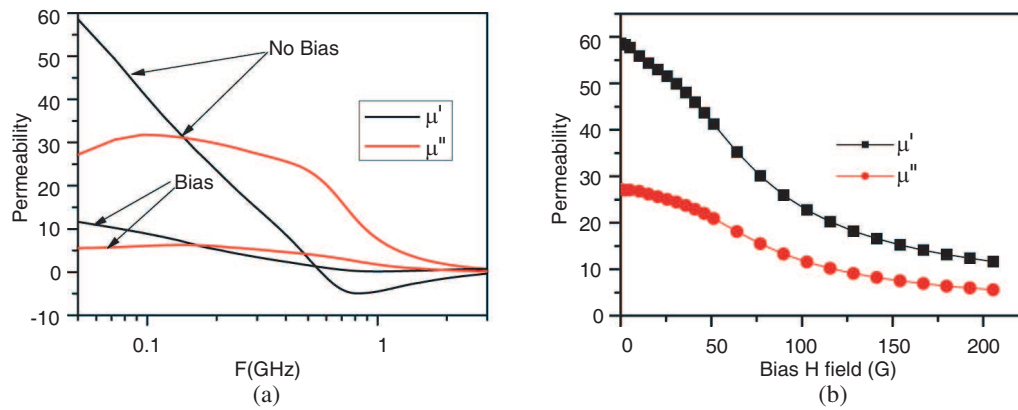 60
50
40
30
20
10
0
-10
Permeability
No Bias
Bias
μ'
μ"
0.1
1
F(GHz)
(a)
60
50
40
30
20
10
0
Permeability
μ'
μ"
0
50
100
150
200
Bias H field (G)
(b)